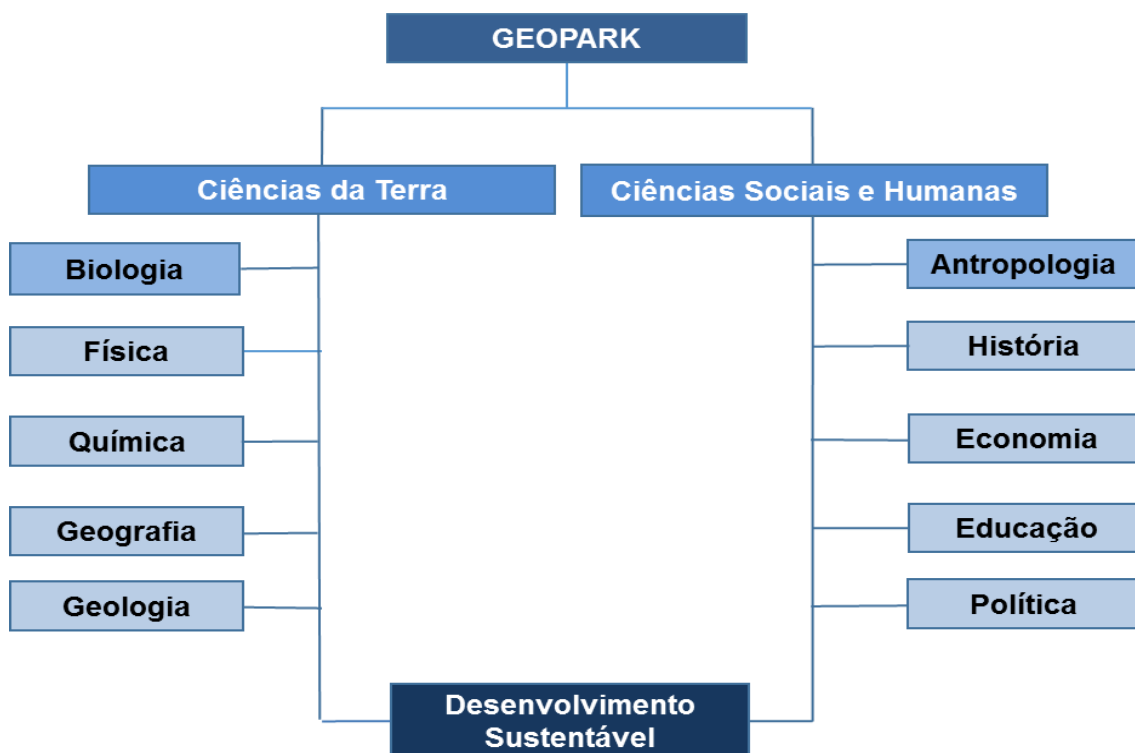 GEOPARK
Ciências da Terra
Ciências Sociais e Humanas
Biologia
Física
Química
Geografia
Geologia
Antropologia
História
Economia
Educação
Política
Desenvolvimento
Sustentável